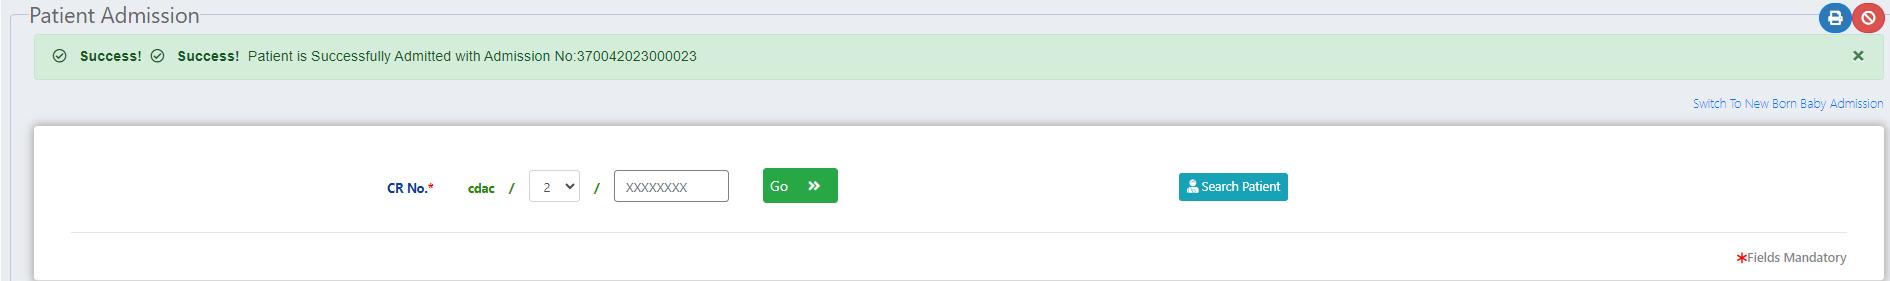 Patient Admission
Success! Success! Patient is Successfully Admitted with Admission No:370042023000023
Switch To New Born Baby Admission
CR No.* cdac / 2 / XXXXXXXX Go Search Patient
*Fields Mandatory